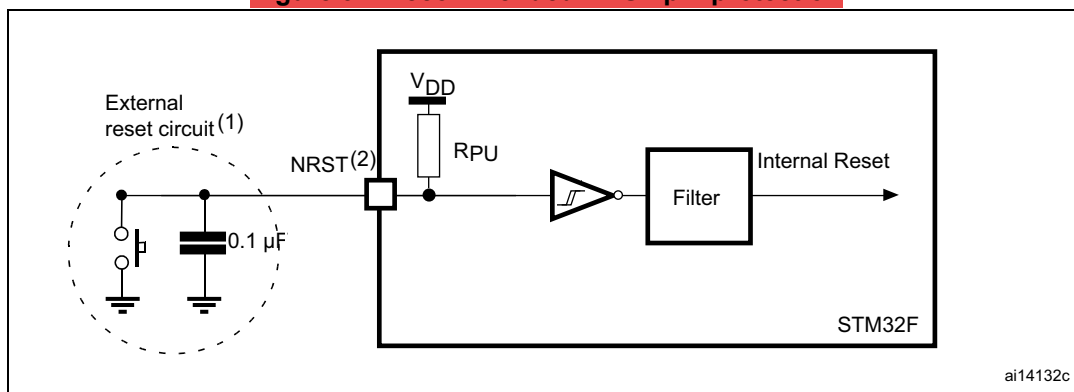 External
reset circuit(1)
VDD
RPU
NRST(2)
Internal Reset
Filter
0.1 µF
STM32F
ai14132c